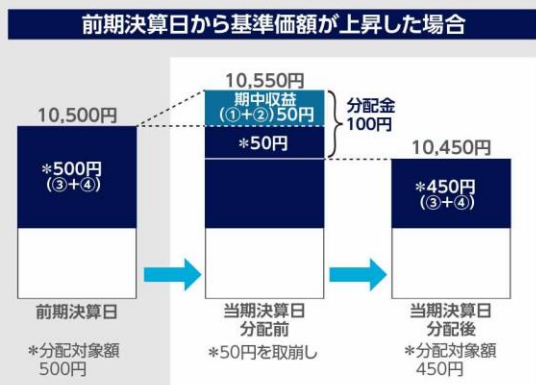 前期決算日から基準価額が上昇した場合
10,500円
*500円
(③+④)
前期決算日
*分配対象額
500円
10,550円
期中収益
(①+②)50円
*50円
分配金
100円
当期決算日
分配前
*50円を取崩し
10,450円
*450円
(③+④)
当期決算日
分配後
*分配対象額
450円